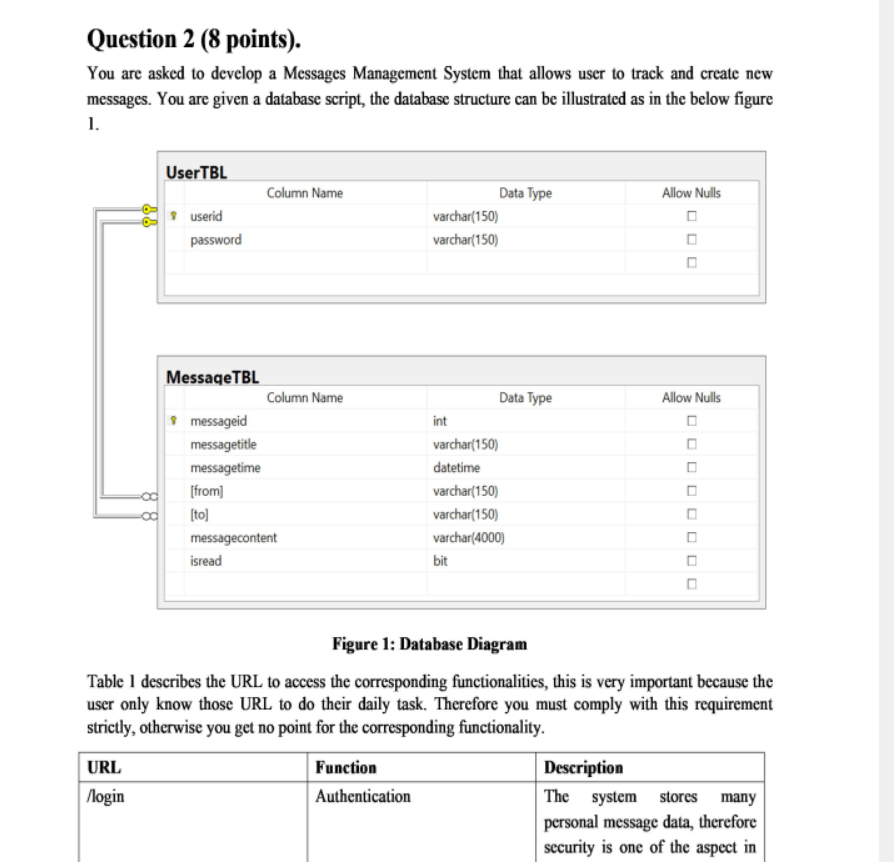 Question 2 (8 points).
You are asked to develop a Messages Management System that allows user to track and create new
messages. You are given a database script, the database structure can be illustrated as in the below figure
1.
UserTBL
Column Name Data Type Allow Nulls
userid varchar(150)
password varchar(150)
MessageTBL
Column Name Data Type Allow Nulls
messageid int
messagetitle varchar(150)
messagetime datetime
[from] varchar(150)
[to] varchar(150)
messagecontent varchar(4000)
isread bit
Figure 1: Database Diagram
Table 1 describes the URL to access the corresponding functionalities, this is very important because the
user only know those URL to do their daily task. Therefore you must comply with this requirement
strictly, otherwise you get no point for the corresponding functionality.
URL Function Description
/login Authentication The system stores many
personal message data, therefore
security is one of the aspect in